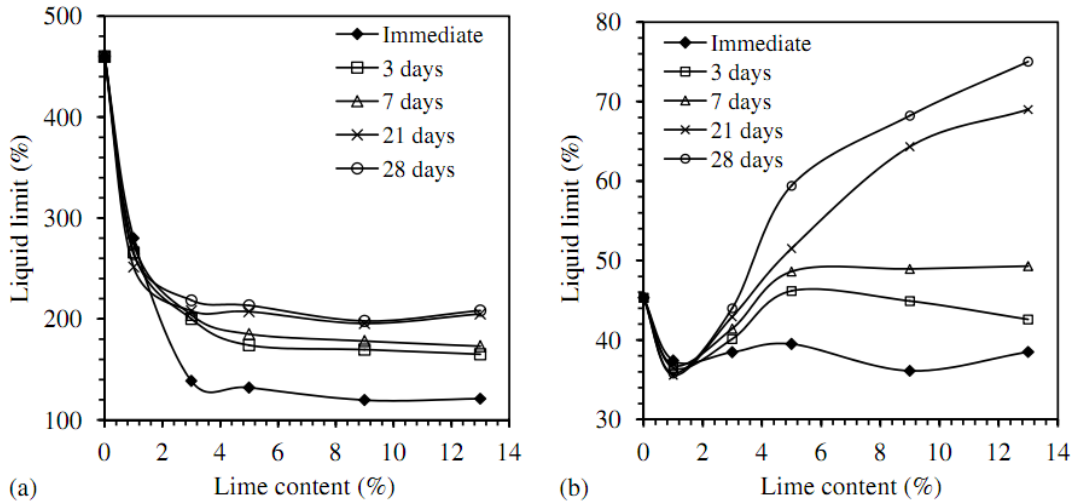 500
400
300
200
100
Liquid limit (%)
Immediate
3 days
7 days
21 days
28 days
0 2 4 6 8 10 12 14
(a) Lime content (%)
80
70
60
50
40
30
Liquid limit (%)
Immediate
3 days
7 days
21 days
28 days
0 2 4 6 8 10 12 14
(b) Lime content (%)